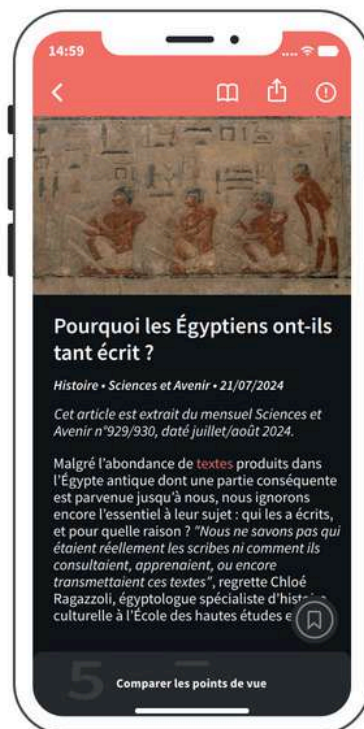 14:59
Pourquoi les Égyptiens ont-ils
tant écrit ?
Histoire • Sciences et Avenir • 21/07/2024
Cet article est extrait du mensuel Sciences et
Avenir n°929/930, daté juillet/août 2024.
Malgré l'abondance de textes produits dans
l'Égypte antique dont une partie conséquente
est parvenue jusqu'à nous, nous ignorons
encore l'essentiel à leur sujet : qui les a écrits,
et pour quelle raison ? "Nous ne savons pas qui
étaient réellement les scribes ni comment ils
consultaient, apprenaient, ou encore
transmettaient ces textes", regrette Chloé
Ragazzoli, égyptologue spécialiste d'histoire
culturelle à l'École des hautes études e
5
Comparer les points de vue